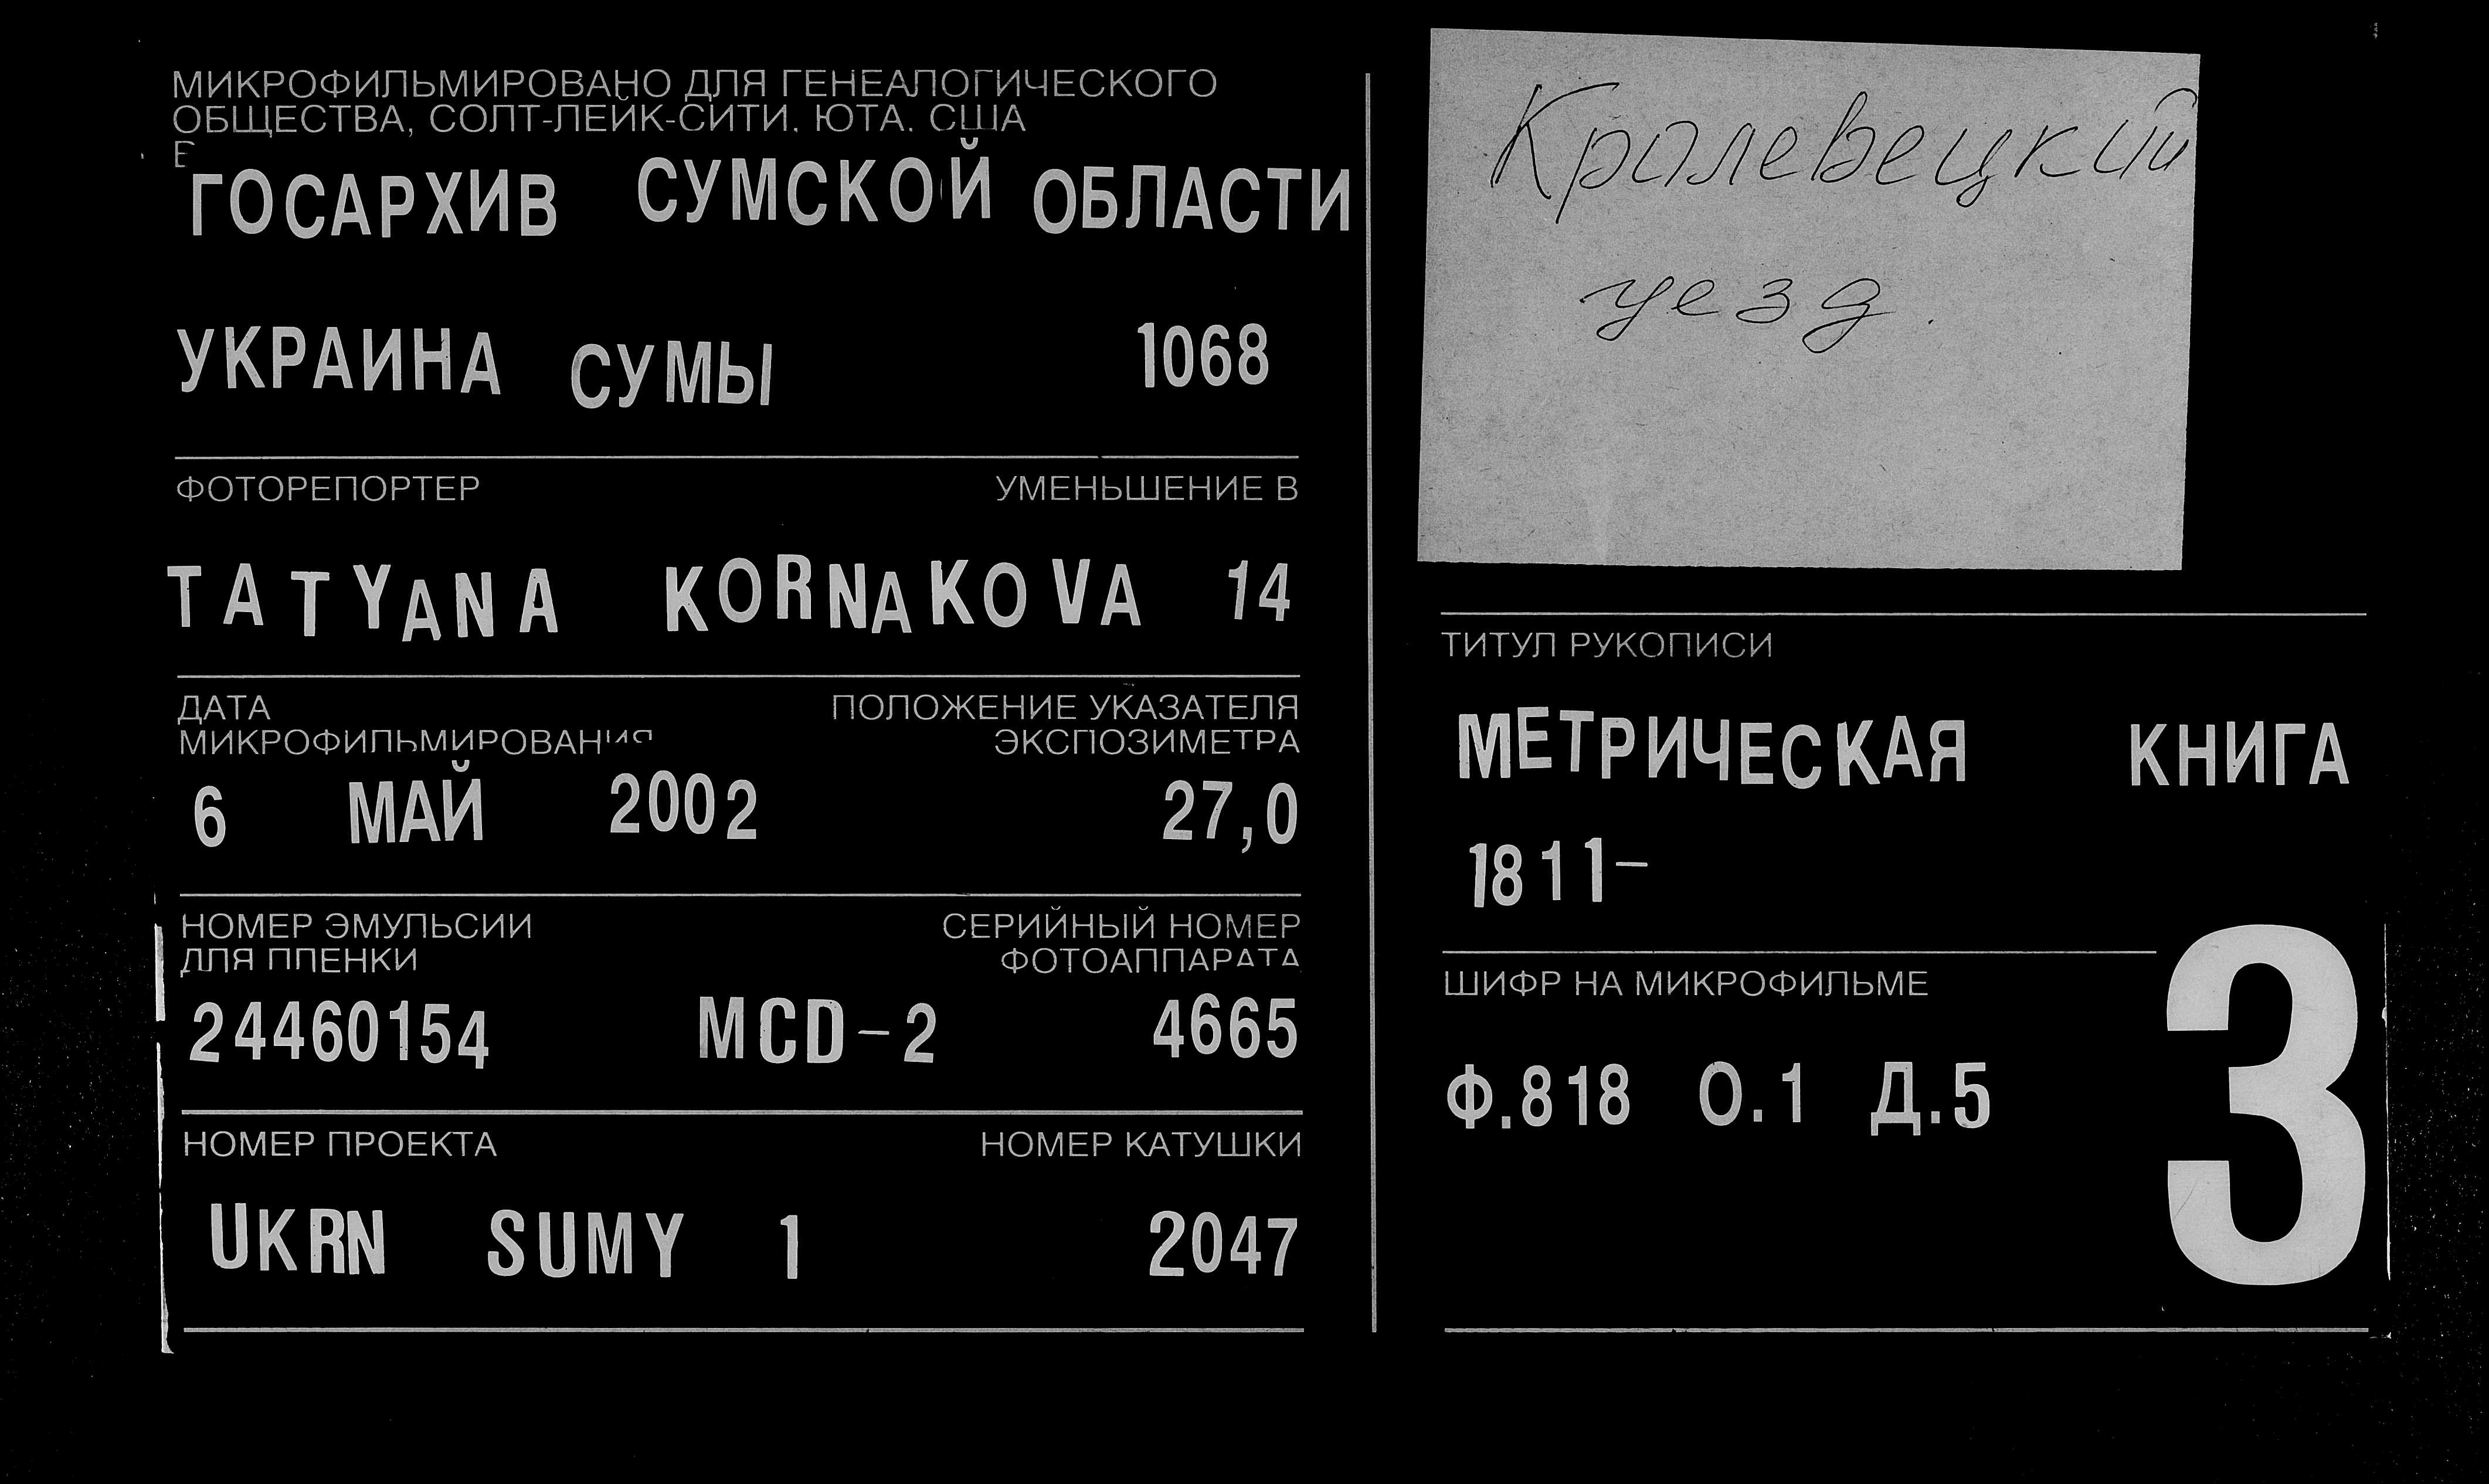 МИКРОФИЛЬМИРОВАНО ДЛЯ ГЕНЕАЛОГИЧЕСКОГО
ОБЩЕСТВА, СОЛТ-ЛЕЙК-СИТИ, ЮТА, США
В
ГОСАРХИВ СУМСКОЙ ОБЛАСТИ
УКРАИНА СУМЫ 1068
ФОТОРЕПОРТЕР УМЕНЬШЕНИЕ В
TATYANA KORNAKOVA 14
ДАТА ПОЛОЖЕНИЕ УКАЗАТЕЛЯ
МИКРОФИЛЬМИРОВАНИЯ ЭКСПОЗИМЕТРА
6 МАЙ 2002 27,0
НОМЕР ЭМУЛЬСИИ СЕРИЙНЫЙ НОМЕР
ДЛЯ ПЛЕНКИ ФОТОАППАРАТА
24460154 MCD-2 4665
НОМЕР ПРОЕКТА НОМЕР КАТУШКИ
UKRN SUMY 1 2047
Кролевецкий
уезд.
ТИТУЛ РУКОПИСИ
МЕТРИЧЕСКАЯ КНИГА
1811-
ШИФР НА МИКРОФИЛЬМЕ
Ф.818 О.1 Д.5
3